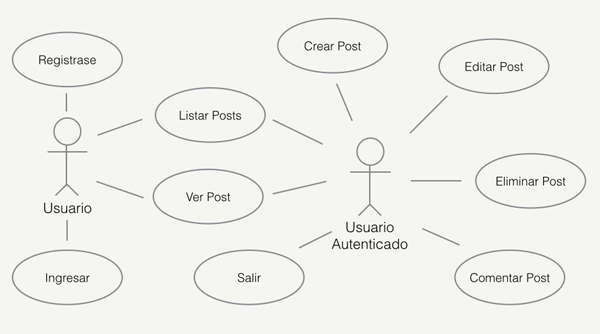 Registrase
Crear Post
Editar Post
Listar Posts
Ver Post
Eliminar Post
Usuario
Usuario
Autenticado
Ingresar
Salir
Comentar Post